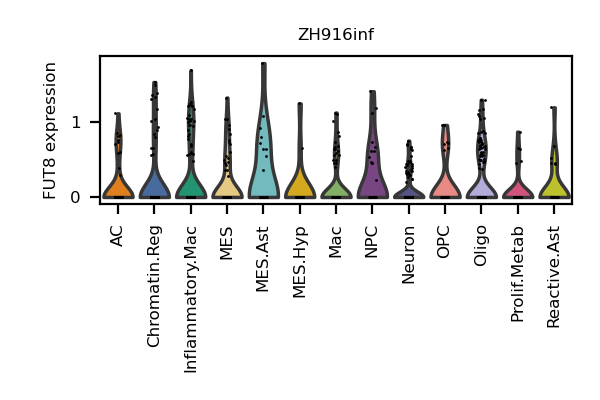 ZH916inf
FUT8 expression
1
0
AC
Chromatin.Reg
Inflammatory.Mac
MES
MES.Ast
MES.Hyp
Mac
NPC
Neuron
OPC
Oligo
Prolif.Metab
Reactive.Ast